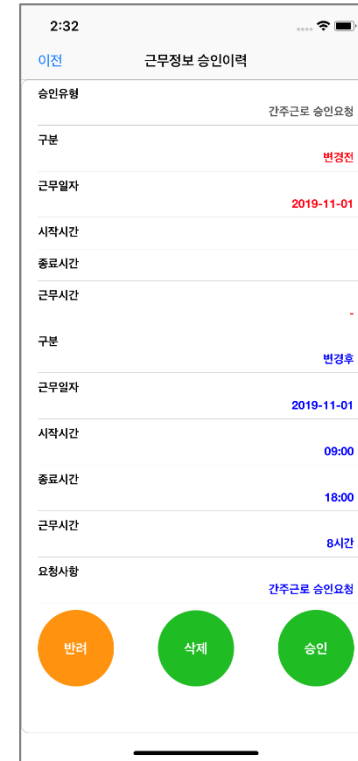 2:32
이전
근무정보 승인이력
승인유형
간주근로 승인요청
구분
변경전
근무일자
2019-11-01
시작시간
종료시간
근무시간
-
구분
변경후
근무일자
2019-11-01
시작시간
09:00
종료시간
18:00
근무시간
8시간
요청사항
간주근로 승인요청
반려
삭제
승인